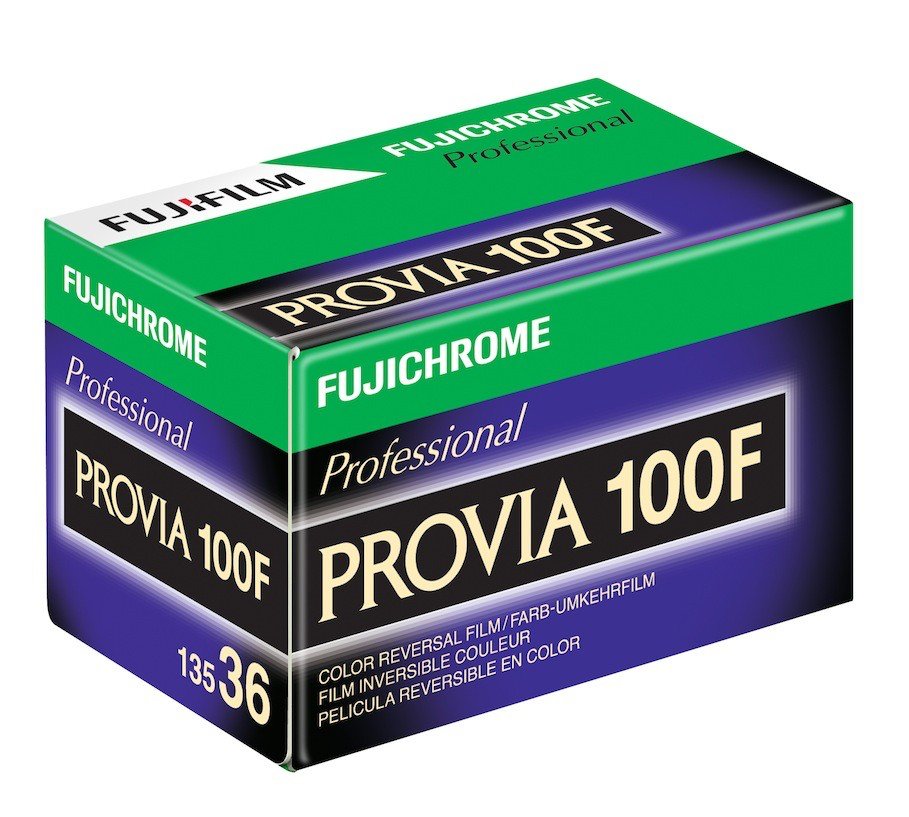 FUJIFILM
FUJICHROME
Professional
PROVIA 100F
FUJICHROME
Professional
PROVIA 100F
135 36
FUJICHROME
Professional
PROVIA 100F
COLOR REVERSAL FILM/FARB-UMKEHRFILM
FILM INVERSIBLE COULEUR
PELICULA REVERSIBLE EN COLOR